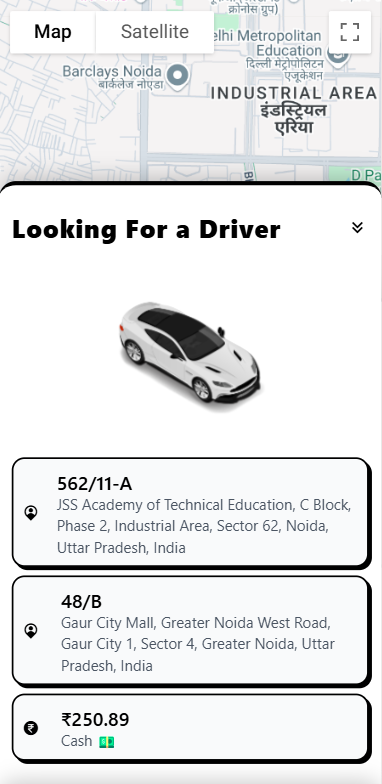 क्रोनोस ग्रुप)
Map
Satellite
elhi Metropolitan
Education
दिल्ली मेट्रोपोलिटन
एजूकेशन
Barclays Noida
बार्कलेज नोएडा
INDUSTRIAL AREA
इंडस्ट्रियल
एरिया
D Pa
Looking For a Driver
562/11-A
JSS Academy of Technical Education, C Block,
Phase 2, Industrial Area, Sector 62, Noida,
Uttar Pradesh, India
48/B
Gaur City Mall, Greater Noida West Road,
Gaur City 1, Sector 4, Greater Noida, Uttar
Pradesh, India
₹250.89
Cash 💵